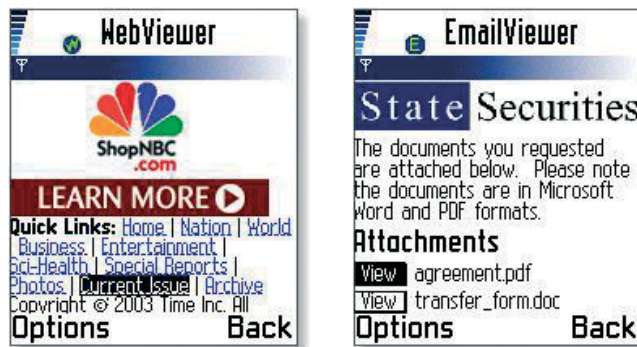 WebViewer
ShopNBC
.com
LEARN MORE
Quick Links: Home | Nation | World
| Business | Entertainment |
Sci-Health | Special Reports |
Photos | Current Issue | Archive
Copyright © 2003 Time Inc. All
Options Back
EmailViewer
State Securities
The documents you requested
are attached below. Please note
the documents are in Microsoft
Word and PDF formats.
Attachments
View agreement.pdf
View transfer_form.doc
Options Back